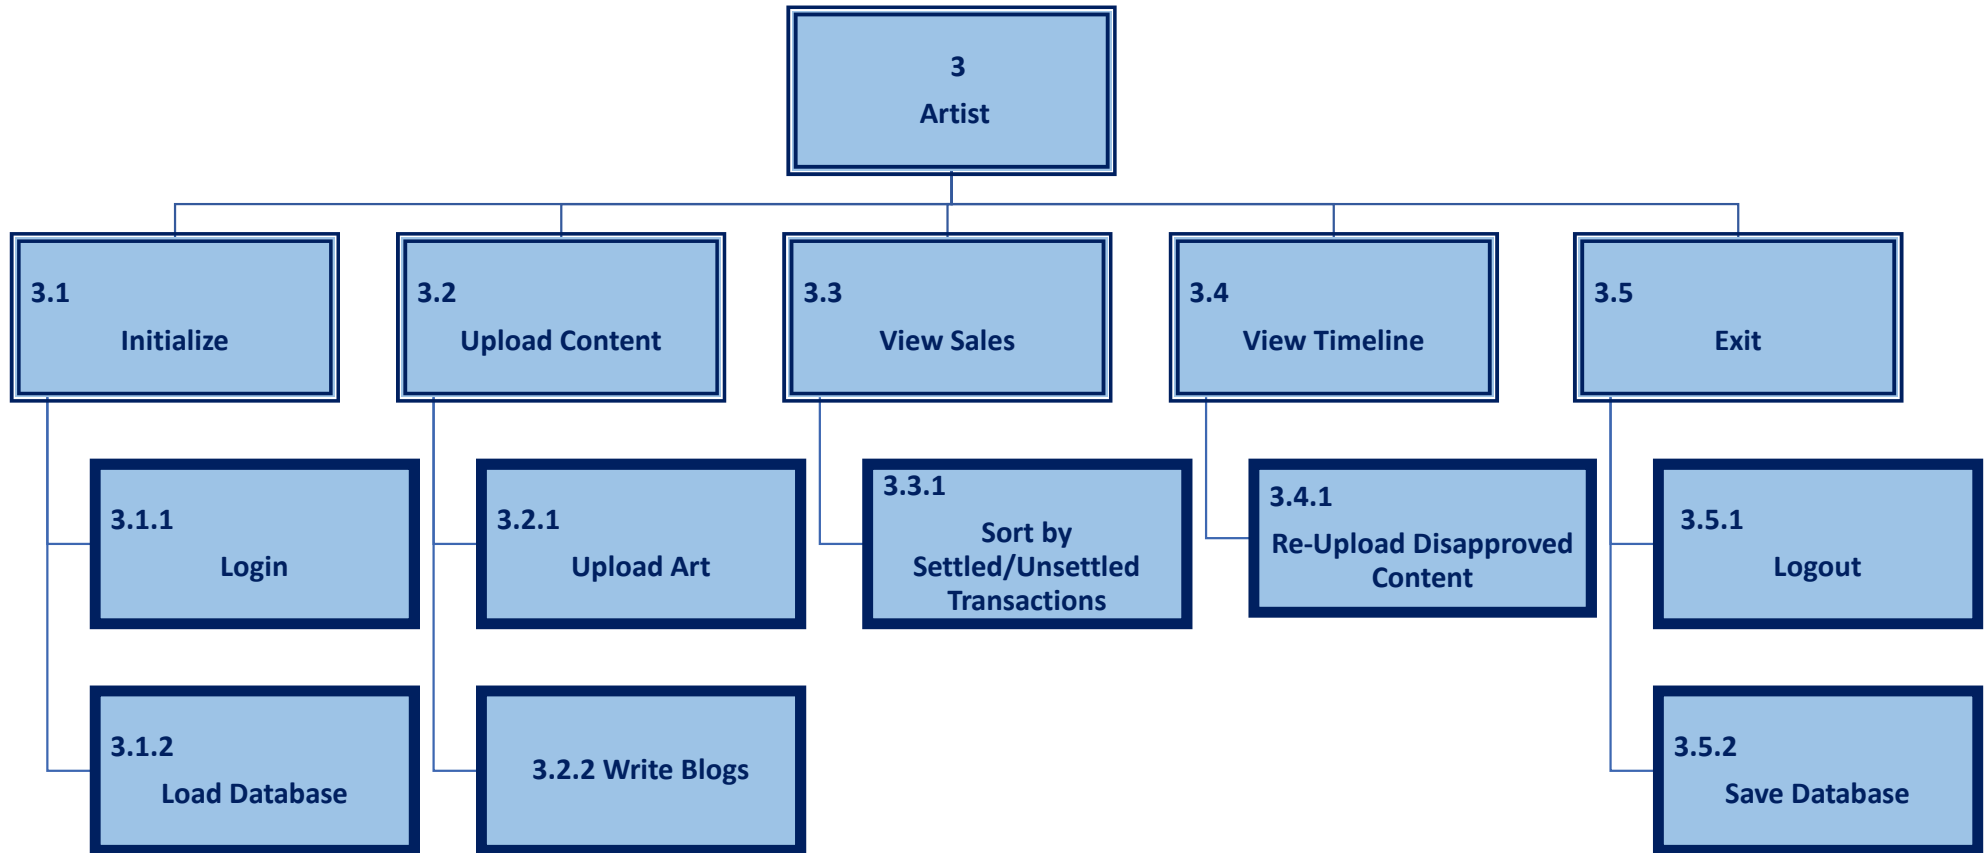 3
Artist
3.1
Initialize
3.2
Upload Content
3.3
View Sales
3.4
View Timeline
3.5
Exit
3.1.1
Login
3.2.1
Upload Art
3.3.1
Sort by
Settled/Unsettled
Transactions
3.4.1
Re-Upload Disapproved
Content
3.5.1
Logout
3.1.2
Load Database
3.2.2 Write Blogs
3.5.2
Save Database